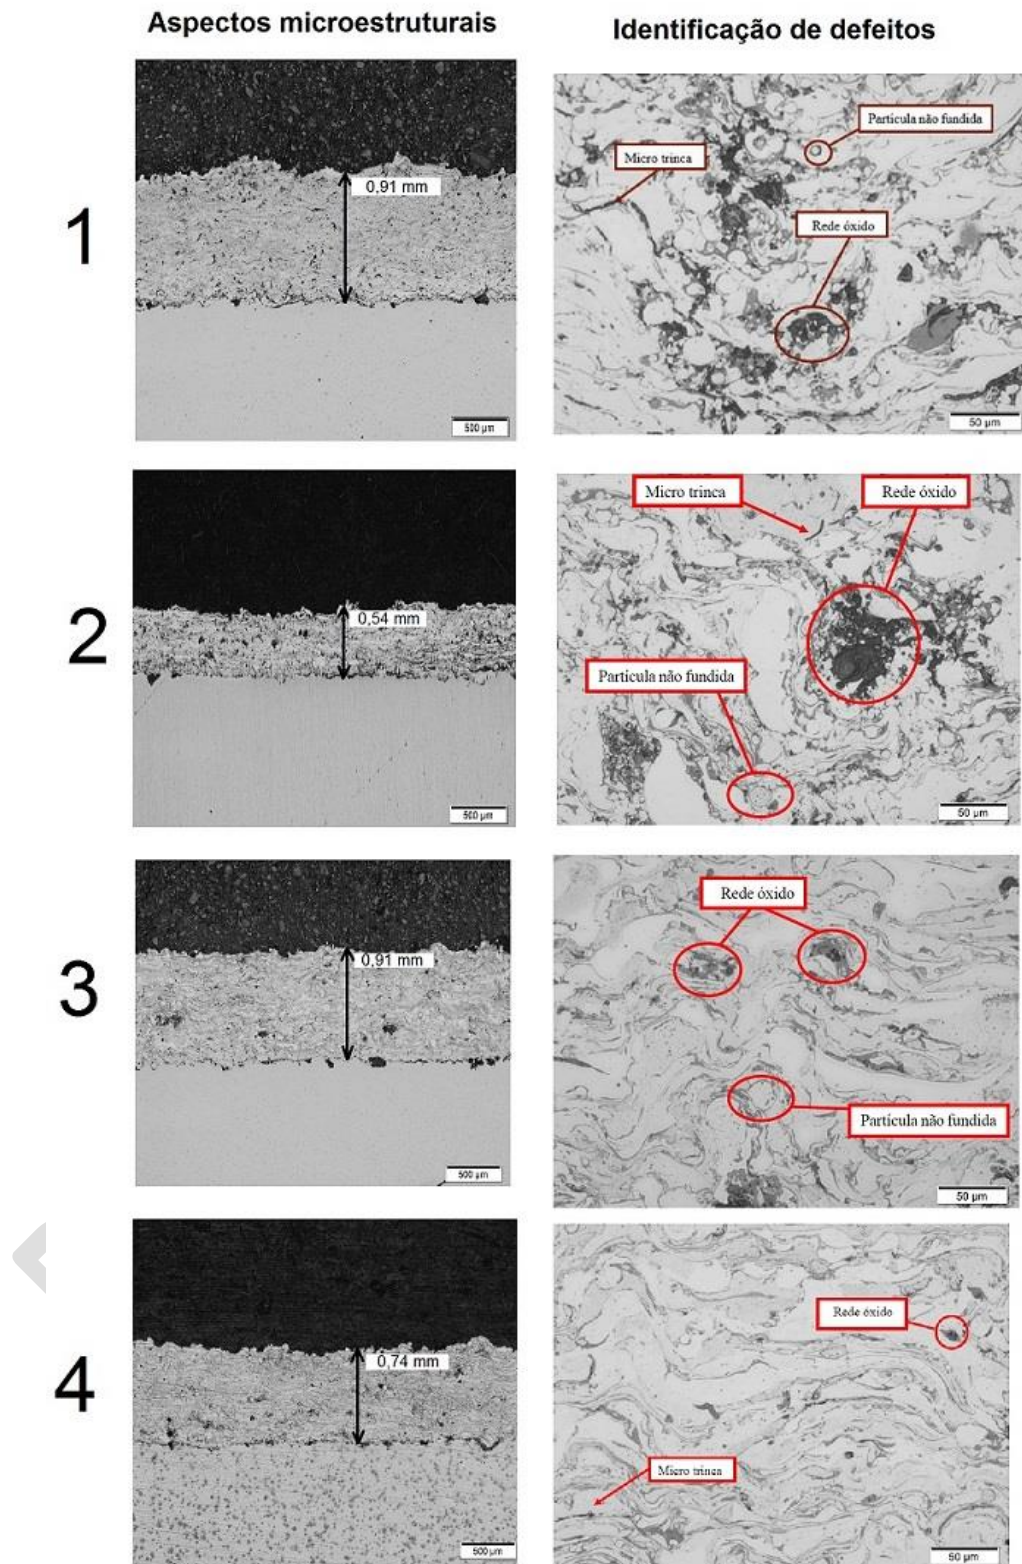 Aspectos microestruturais
Identificação de defeitos
1
0,91 mm
500 µm
Partícula não fundida
Micro trinca
Rede óxido
50 µm
2
0,54 mm
500 µm
Micro trinca
Rede óxido
Partícula não fundida
50 µm
3
0,91 mm
500 µm
Rede óxido
Partícula não fundida
50 µm
4
0,74 mm
500 µm
Rede óxido
Micro trinca
50 µm